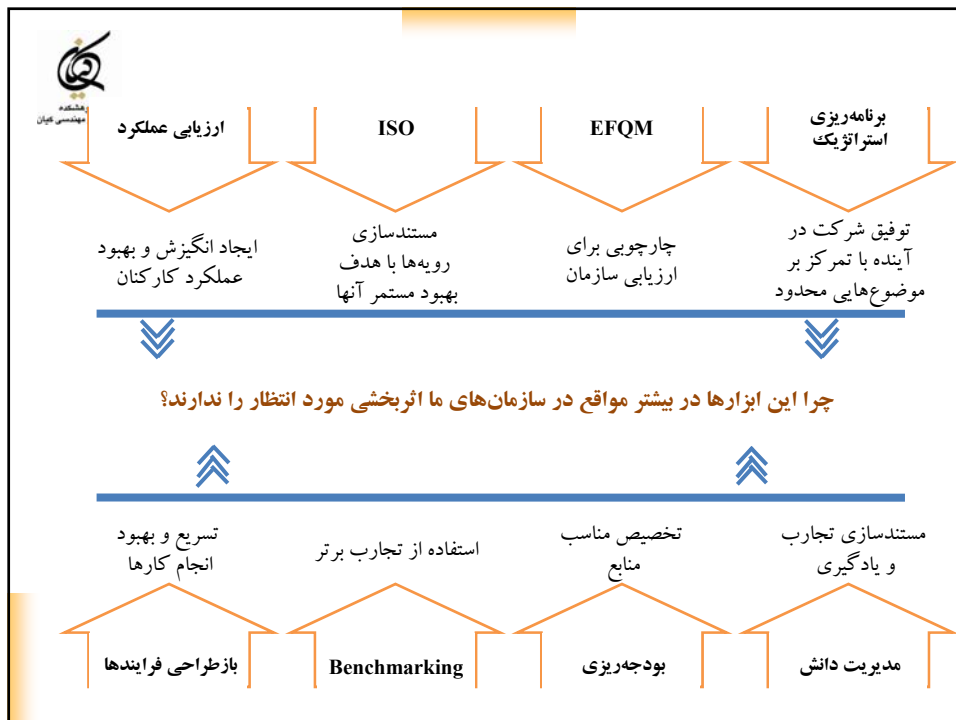 پژوهشکده
مهندسی کیان
برنامه‌ریزی
استراتژیک
EFQM
ISO
ارزیابی عملکرد
توفیق شرکت در
آینده با تمرکز بر
موضوع‌هایی محدود
چارچوبی برای
ارزیابی سازمان
مستندسازی
رویه‌ها با هدف
بهبود مستمر آنها
ایجاد انگیزش و بهبود
عملکرد کارکنان
چرا این ابزارها در بیشتر مواقع در سازمان‌های ما اثربخشی مورد انتظار را ندارند؟
مستندسازی تجارب
و یادگیری
تخصیص مناسب
منابع
استفاده از تجارب برتر
تسریع و بهبود
انجام کارها
مدیریت دانش
بودجه‌ریزی
Benchmarking
بازطراحی فرایندها